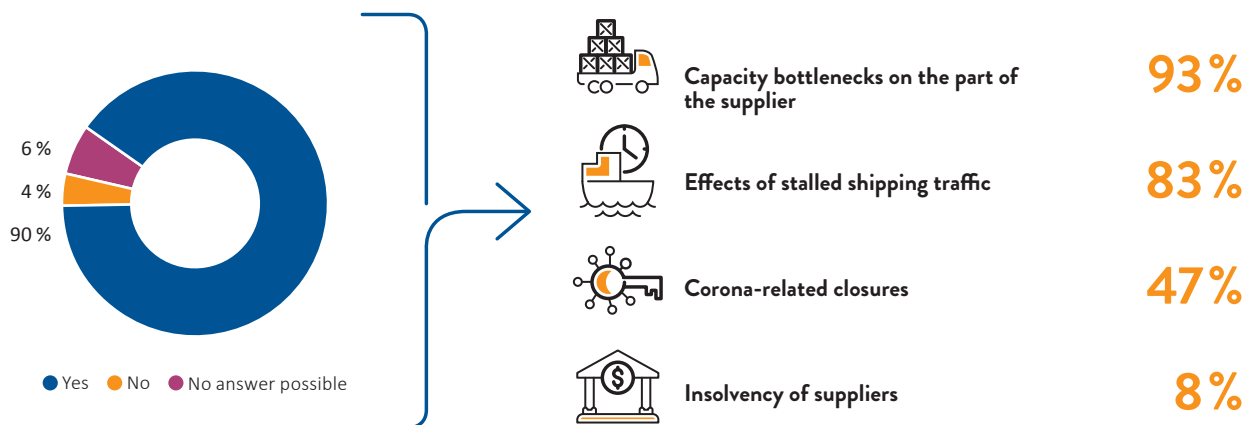 6 %
4 %
90 %
Yes
No
No answer possible
Capacity bottlenecks on the part of
the supplier
93 %
Effects of stalled shipping traffic
83 %
Corona-related closures
47 %
$
Insolvency of suppliers
8 %